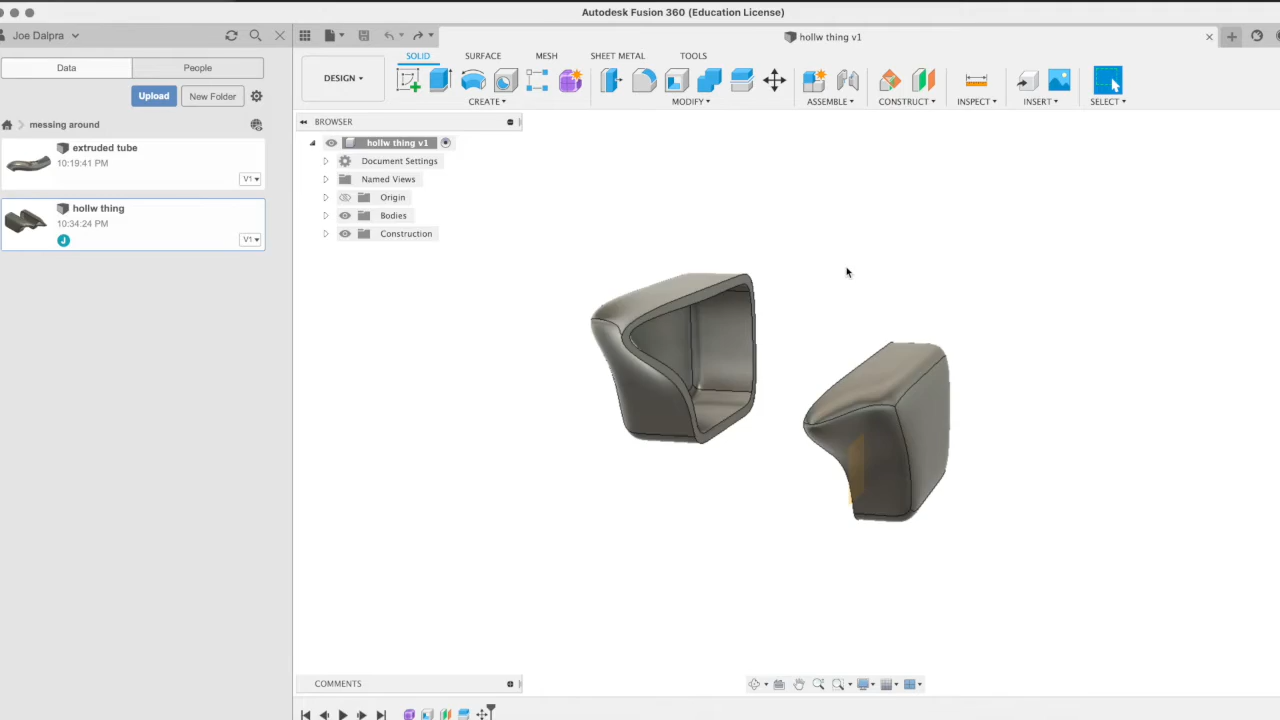 Autodesk Fusion 360 (Education License)
Joe Daipra
hollw thing v1
Data
People
Upload
New Folder
messing around
extruded tube
10:19:41 PM
V1
hollw thing
10:34:24 PM
J
V1
DESIGN
SOLID
SURFACE
MESH
SHEET METAL
TOOLS
CREATE
MODIFY
ASSEMBLE
CONSTRUCT
INSPECT
INSERT
SELECT
BROWSER
hollw thing v1
Document Settings
Named Views
Origin
Bodies
Construction
COMMENTS